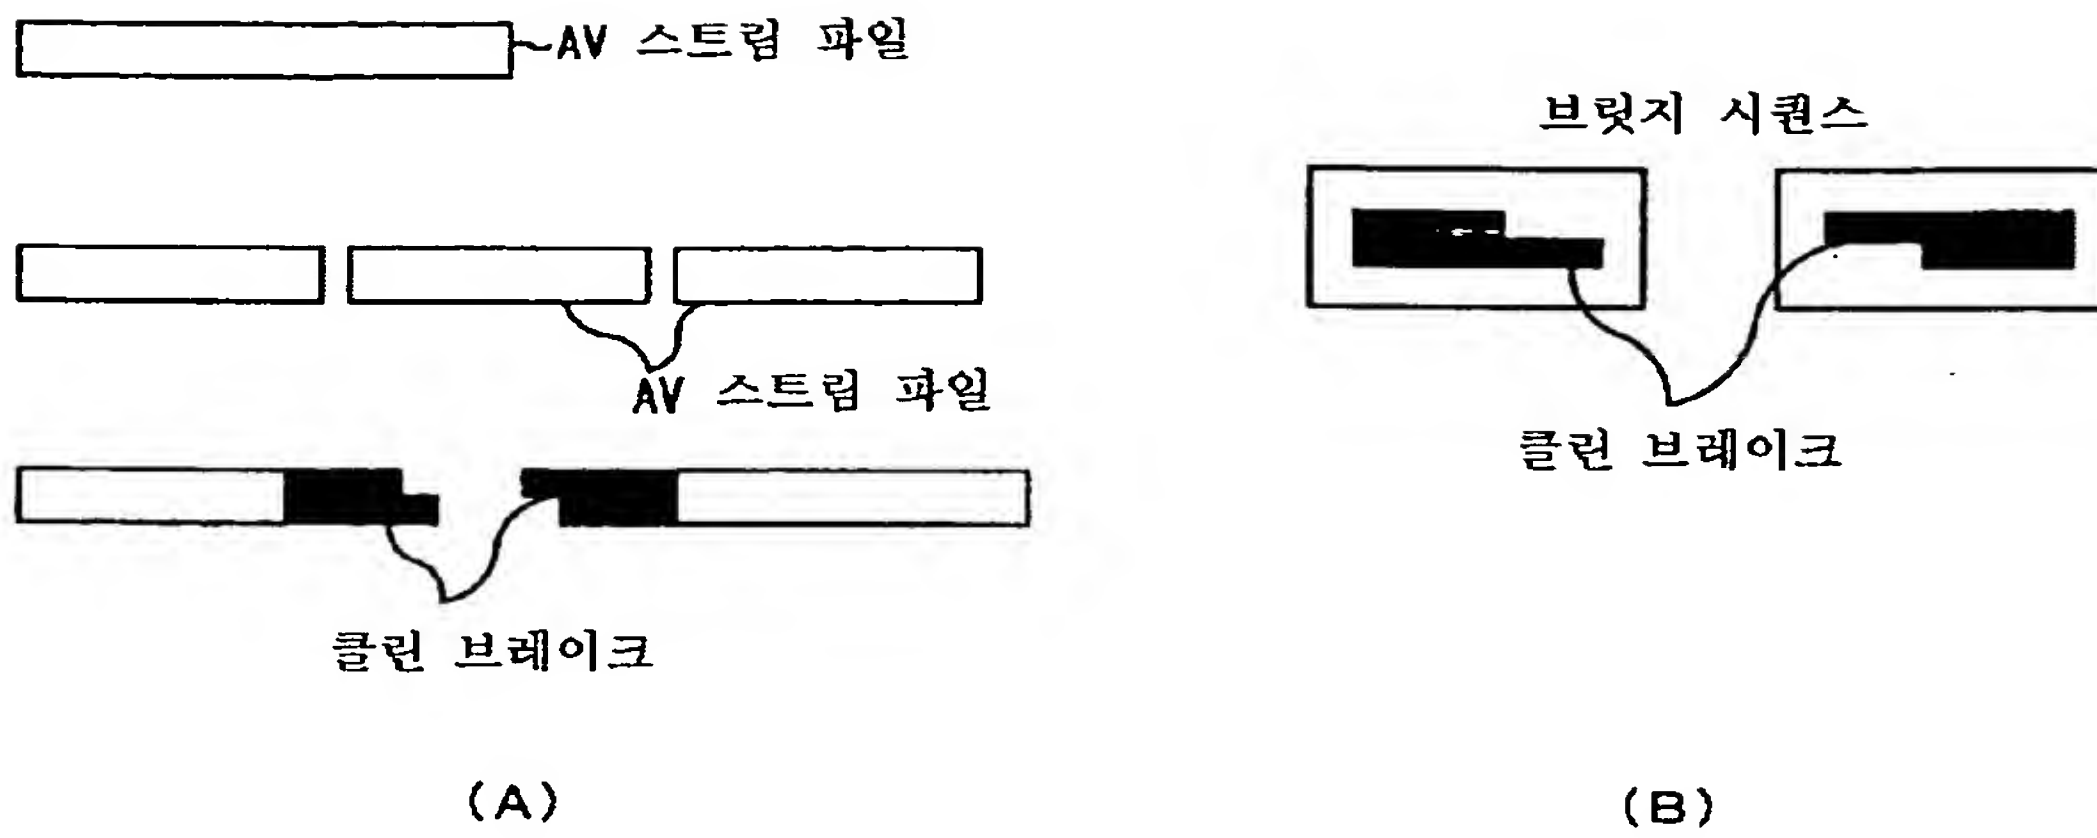 AV 스트림 파일
AV 스트림 파일
클린 브레이크
(A)
브릿지 시퀀스
클린 브레이크
(B)